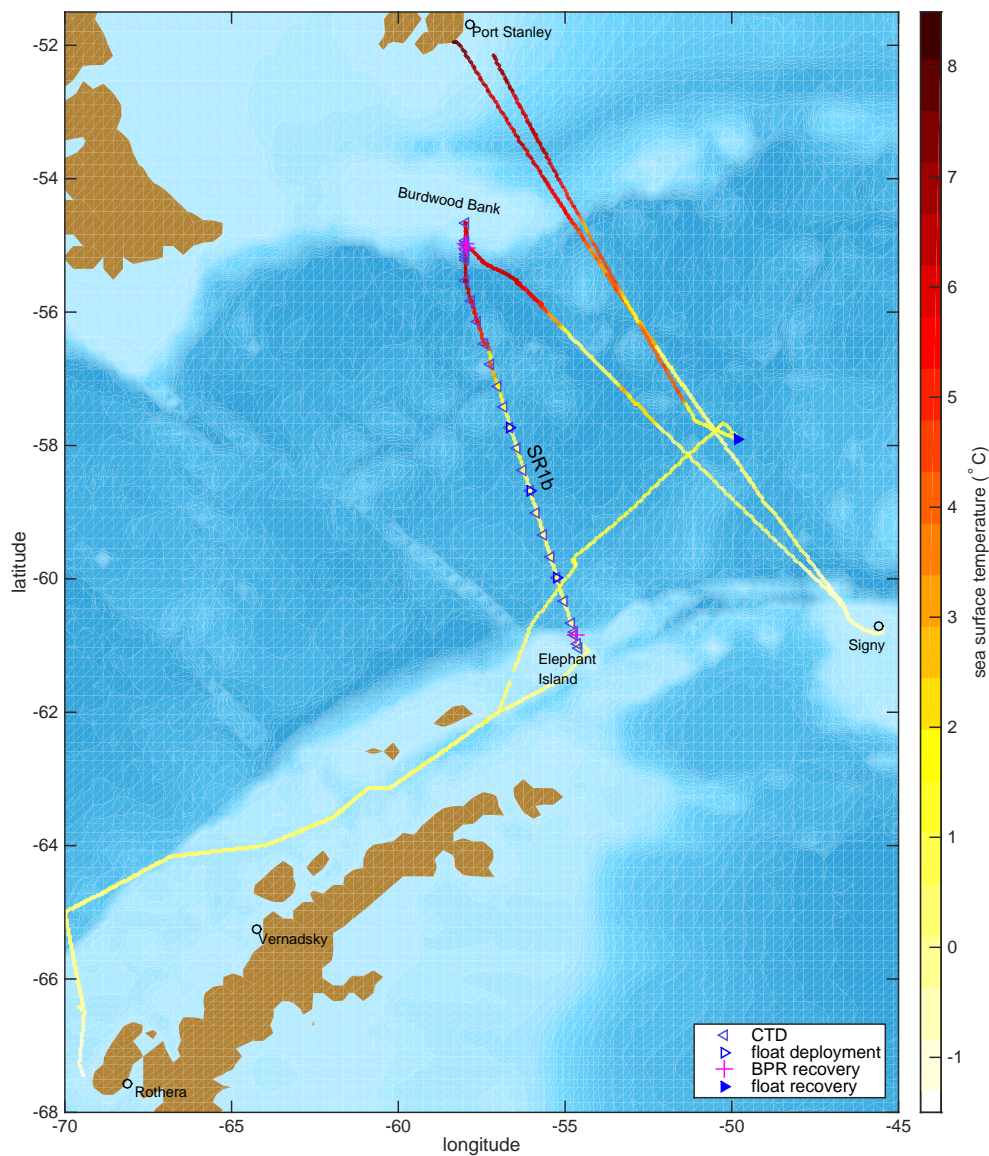 Port Stanley
Burdwood Bank
SR1b
Elephant
Island
Signy
Vernadsky
Rothera
CTD
float deployment
BPR recovery
float recovery
-52
-54
-56
-58
-60
-62
-64
-66
-68
latitude
-70
-65
-60
-55
-50
-45
longitude
8
7
6
5
4
3
2
1
0
-1
sea surface temperature (°C)